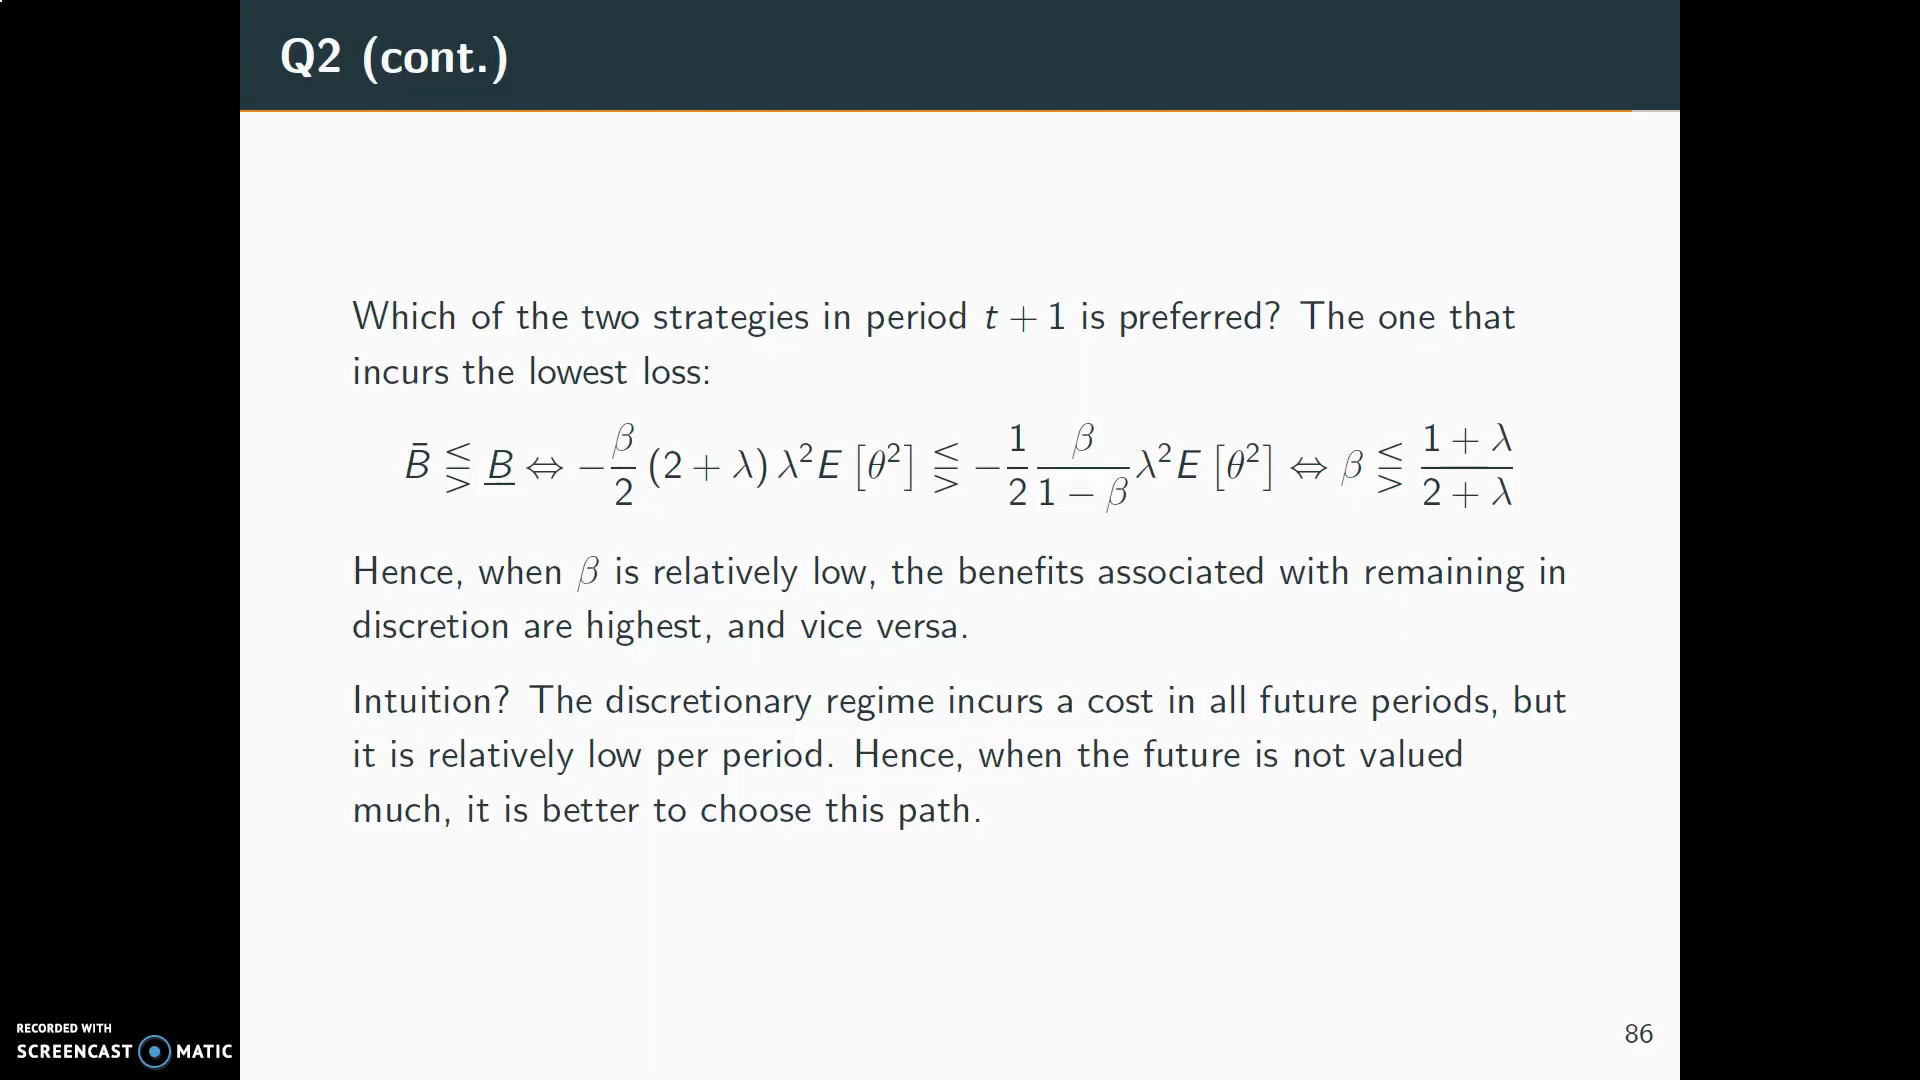 Q2 (cont.)
Which of the two strategies in period t + 1 is preferred? The one that
incurs the lowest loss:
B̄ ⪋ B̲ ⇔ −β/2 (2 + λ) λ² E [θ²] ⪋ −1/2 β/(1 − β) λ² E [θ²] ⇔ β ⪋ (1 + λ)/(2 + λ)
Hence, when β is relatively low, the benefits associated with remaining in
discretion are highest, and vice versa.
Intuition? The discretionary regime incurs a cost in all future periods, but
it is relatively low per period. Hence, when the future is not valued
much, it is better to choose this path.
86
RECORDED WITH
SCREENCAST MATIC